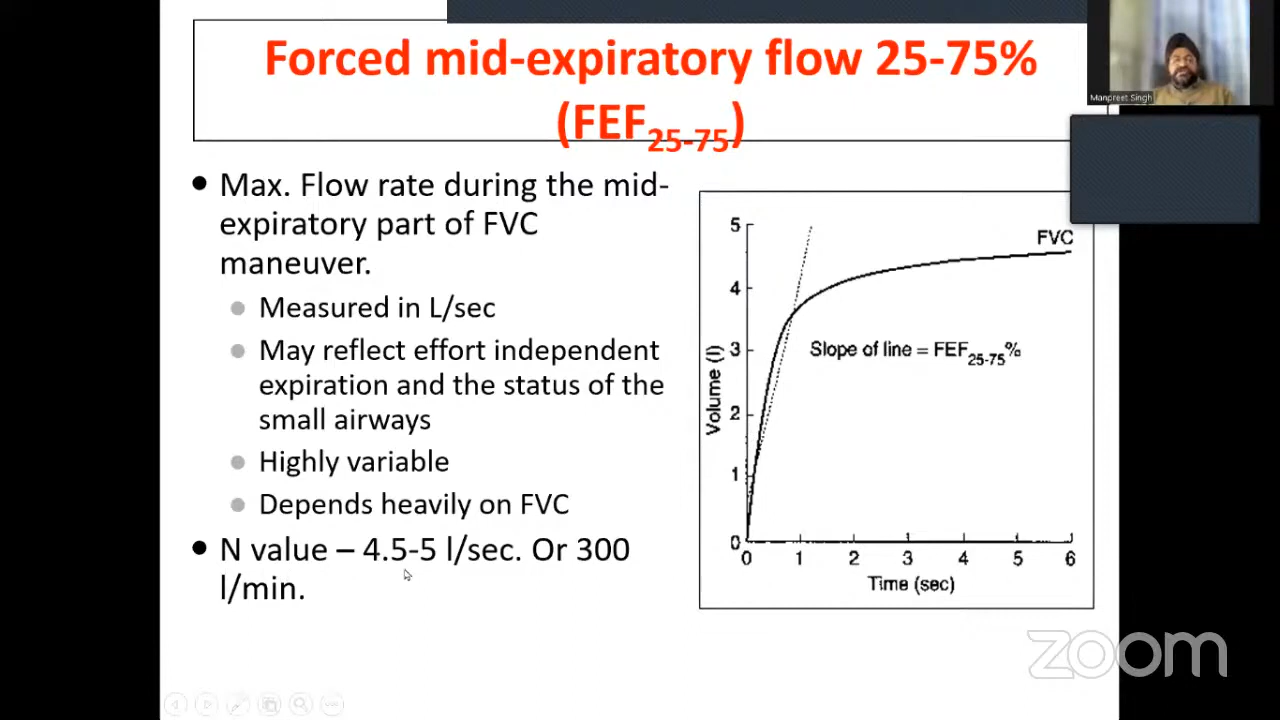 Forced mid-expiratory flow 25-75%
(FEF25-75)
Manpreet Singh
● Max. Flow rate during the mid-
expiratory part of FVC
maneuver.
● Measured in L/sec
● May reflect effort independent
expiration and the status of the
small airways
● Highly variable
● Depends heavily on FVC
● N value – 4.5-5 l/sec. Or 300
l/min.
5
FVC
4
3
Slope of line = FEF25-75%
Volume (l)
2
1
0
0 1 2 3 4 5 6
Time (sec)
zoom